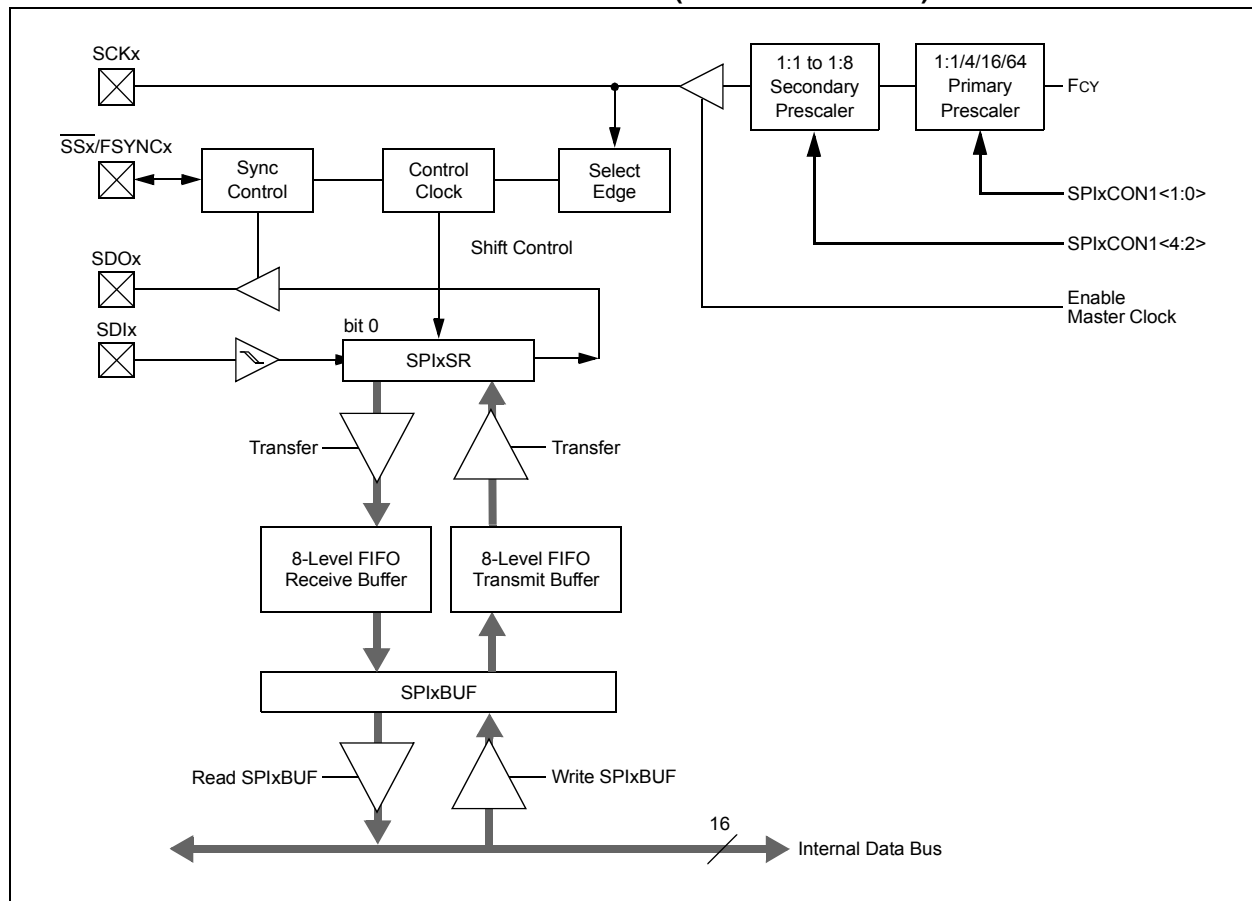 SCKx
1:1 to 1:8
Secondary
Prescaler
1:1/4/16/64
Primary
Prescaler
FCY
SSx/FSYNCx
Sync
Control
Control
Clock
Select
Edge
SPIxCON1<1:0>
SPIxCON1<4:2>
Shift Control
SDOx
Enable
Master Clock
SDIx
bit 0
SPIxSR
Transfer
Transfer
8-Level FIFO
Receive Buffer
8-Level FIFO
Transmit Buffer
SPIxBUF
Read SPIxBUF
Write SPIxBUF
16
Internal Data Bus